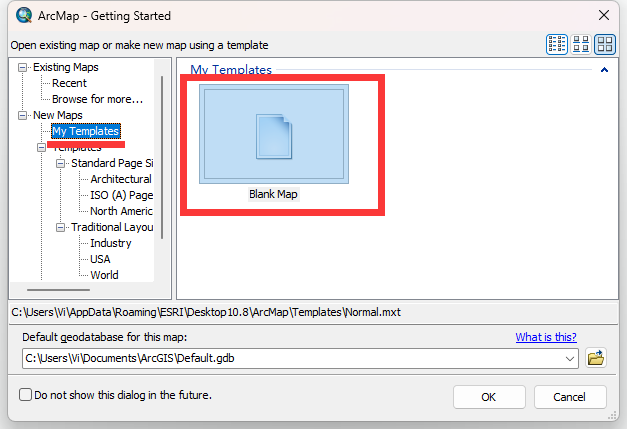 ArcMap - Getting Started
Open existing map or make new map using a template
Existing Maps
Recent
Browse for more...
New Maps
My Templates
Templates
Standard Page Si
Architectural
ISO (A) Page
North Americ
Traditional Layou
Industry
USA
World
My Templates
Blank Map
C:\Users\Vi\AppData\Roaming\ESRI\Desktop10.8\ArcMap\Templates\Normal.mxt
Default geodatabase for this map:
What is this?
C:\Users\Vi\Documents\ArcGIS\Default.gdb
Do not show this dialog in the future.
OK
Cancel